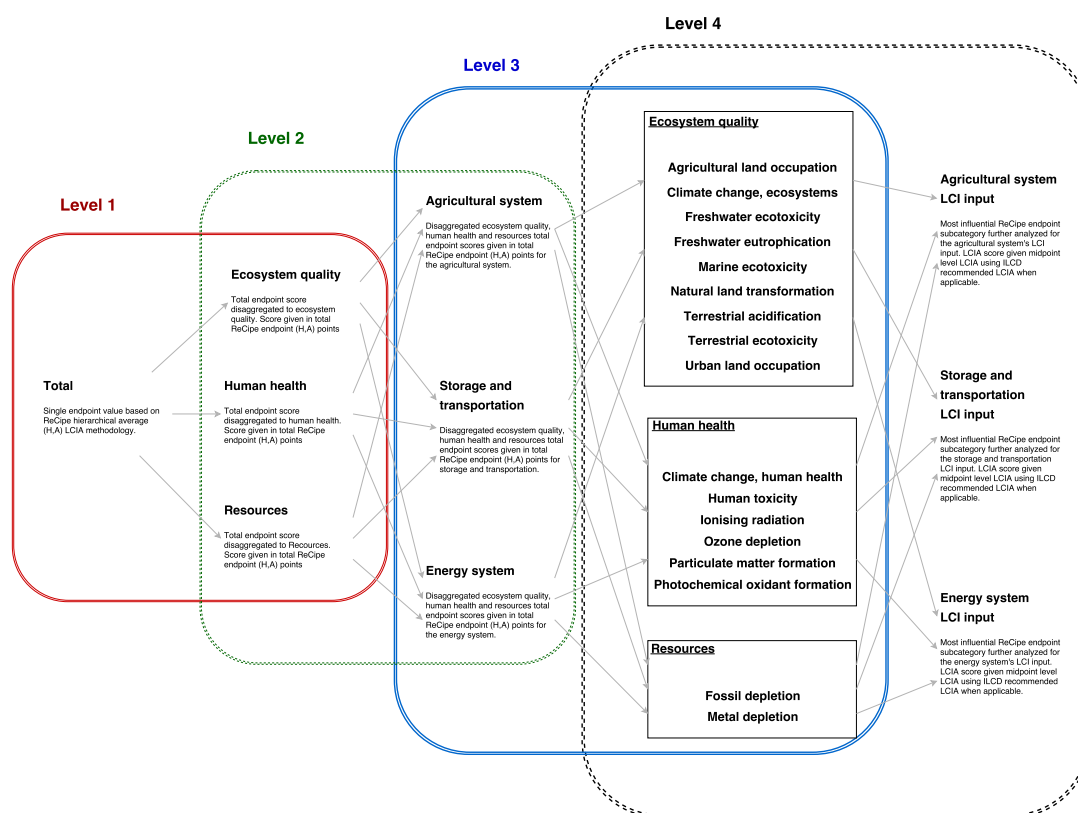 Level 4
Level 3
Level 2
Level 1
Total
Single endpoint value based on
ReCipe hierarchical average
(H,A) LCIA methodology.
Ecosystem quality
Total endpoint score
disaggregated to ecosystem
quality. Score given in total
ReCipe endpoint (H,A) points
Human health
Total endpoint score
disaggregated to human health.
Score given in total ReCipe
endpoint (H,A) points
Resources
Total endpoint score
disaggregated to Recources.
Score given in total ReCipe
endpoint (H,A) points
Agricultural system
Disaggregated ecosystem quality,
human health and resources total
endpoint scores given in total
ReCipe endpoint (H,A) points for
the agricultural system.
Storage and
transportation
Disaggregated ecosystem quality,
human health and resources total
endpoint scores given in total
ReCipe endpoint (H,A) points for
storage and transportation.
Energy system
Disaggregated ecosystem quality,
human health and resources total
endpoint scores given in total
ReCipe endpoint (H,A) points for
the energy system.
Ecosystem quality
Agricultural land occupation
Climate change, ecosystems
Freshwater ecotoxicity
Freshwater eutrophication
Marine ecotoxicity
Natural land transformation
Terrestrial acidification
Terrestrial ecotoxicity
Urban land occupation
Human health
Climate change, human health
Human toxicity
Ionising radiation
Ozone depletion
Particulate matter formation
Photochemical oxidant formation
Resources
Fossil depletion
Metal depletion
Agricultural system
LCI input
Most influential ReCipe endpoint
subcategory further analyzed for
the agricultural system's LCI
input. LCIA score given midpoint
level LCIA using ILCD
recommended LCIA when
applicable.
Storage and
transportation
LCI input
Most influential ReCipe endpoint
subcategory further analyzed for
the storage and transportation
LCI input. LCIA score given
midpoint level LCIA using ILCD
recommended LCIA when
applicable.
Energy system
LCI input
Most influential ReCipe endpoint
subcategory further analyzed for
the energy system's LCI input.
LCIA score given midpoint level
LCIA using ILCD recommended
LCIA when applicable.